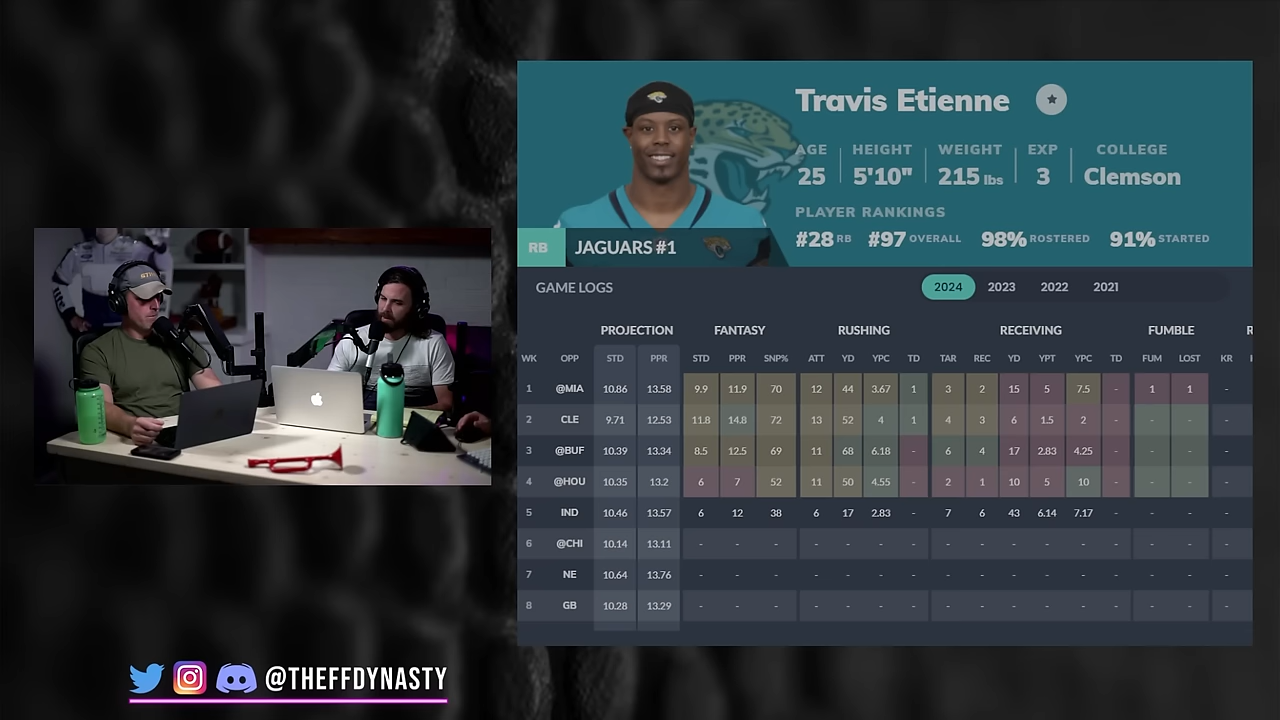 Travis Etienne
AGE HEIGHT WEIGHT EXP COLLEGE
25 5'10" 215 lbs 3 Clemson
PLAYER RANKINGS
#28 RB #97 OVERALL 98% ROSTERED 91% STARTED
RB JAGUARS #1
GAME LOGS 2024 2023 2022 2021
PROJECTION FANTASY RUSHING RECEIVING FUMBLE R
WK OPP STD PPR STD PPR SNP% ATT YD YPC TD TAR REC YD YPT YPC TD FUM LOST KR
1 @MIA 10.86 13.58 9.9 11.9 70 12 44 3.67 1 3 2 15 5 7.5 - 1 1 -
2 CLE 9.71 12.53 11.8 14.8 72 13 52 4 1 4 3 6 1.5 2 - - - -
3 @BUF 10.39 13.34 8.5 12.5 69 11 68 6.18 - 6 4 17 2.83 4.25 - - - -
4 @HOU 10.35 13.2 6 7 52 11 50 4.55 - 2 1 10 5 10 - - - -
5 IND 10.46 13.57 6 12 38 6 17 2.83 - 7 6 43 6.14 7.17 - - - -
6 @CHI 10.14 13.11 - - - - - - - - - - - - - - - -
7 NE 10.64 13.76 - - - - - - - - - - - - - - - -
8 GB 10.28 13.29 - - - - - - - - - - - - - - - -
@THEFFDYNASTY